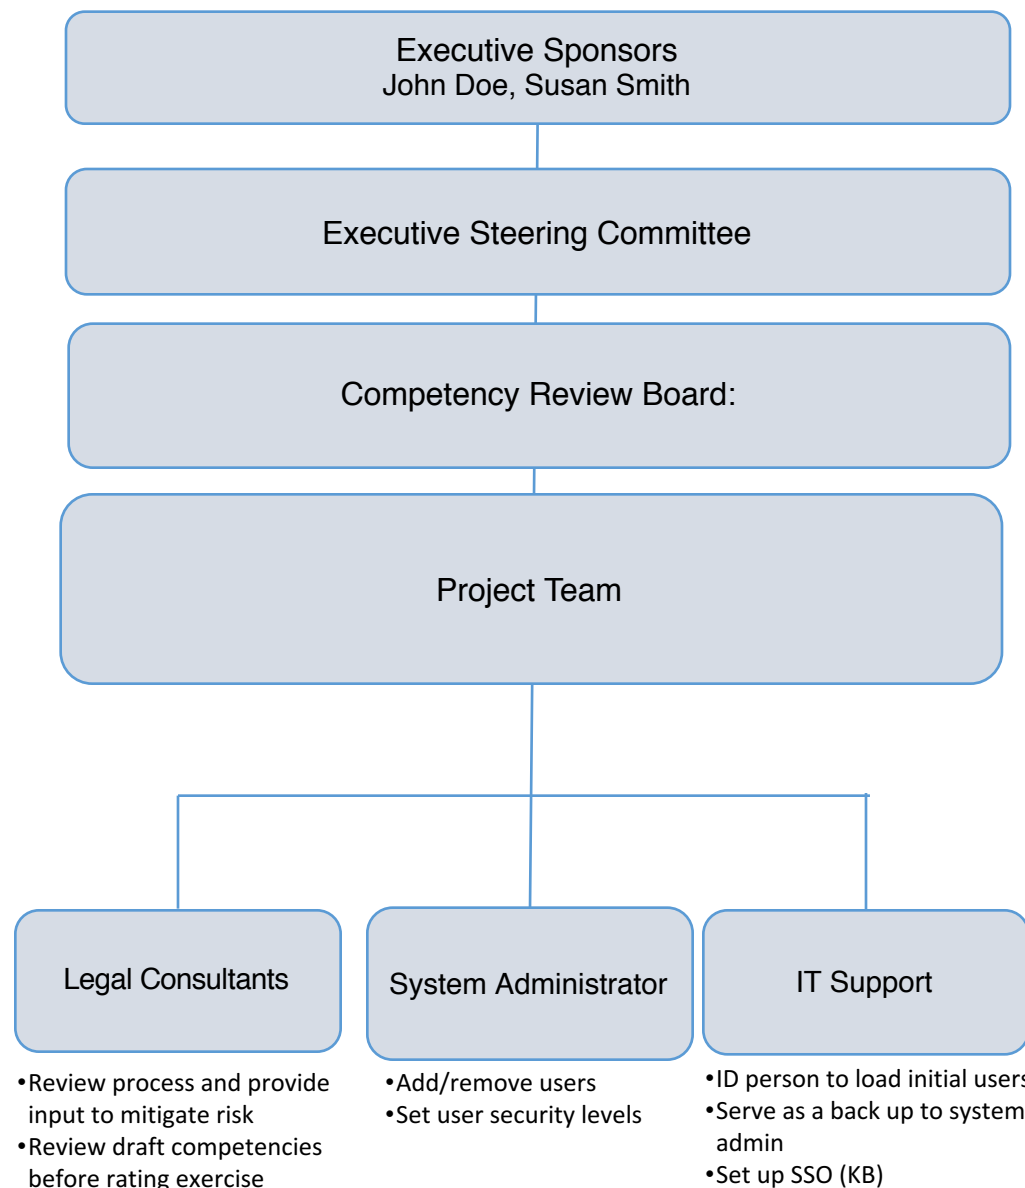 Executive Sponsors
John Doe, Susan Smith
Executive Steering Committee
Competency Review Board:
Project Team
Legal Consultants
•Review process and provide
input to mitigate risk
•Review draft competencies
before rating exercise
System Administrator
•Add/remove users
•Set user security levels
IT Support
•ID person to load initial users
•Serve as a back up to system
admin
•Set up SSO (KB)